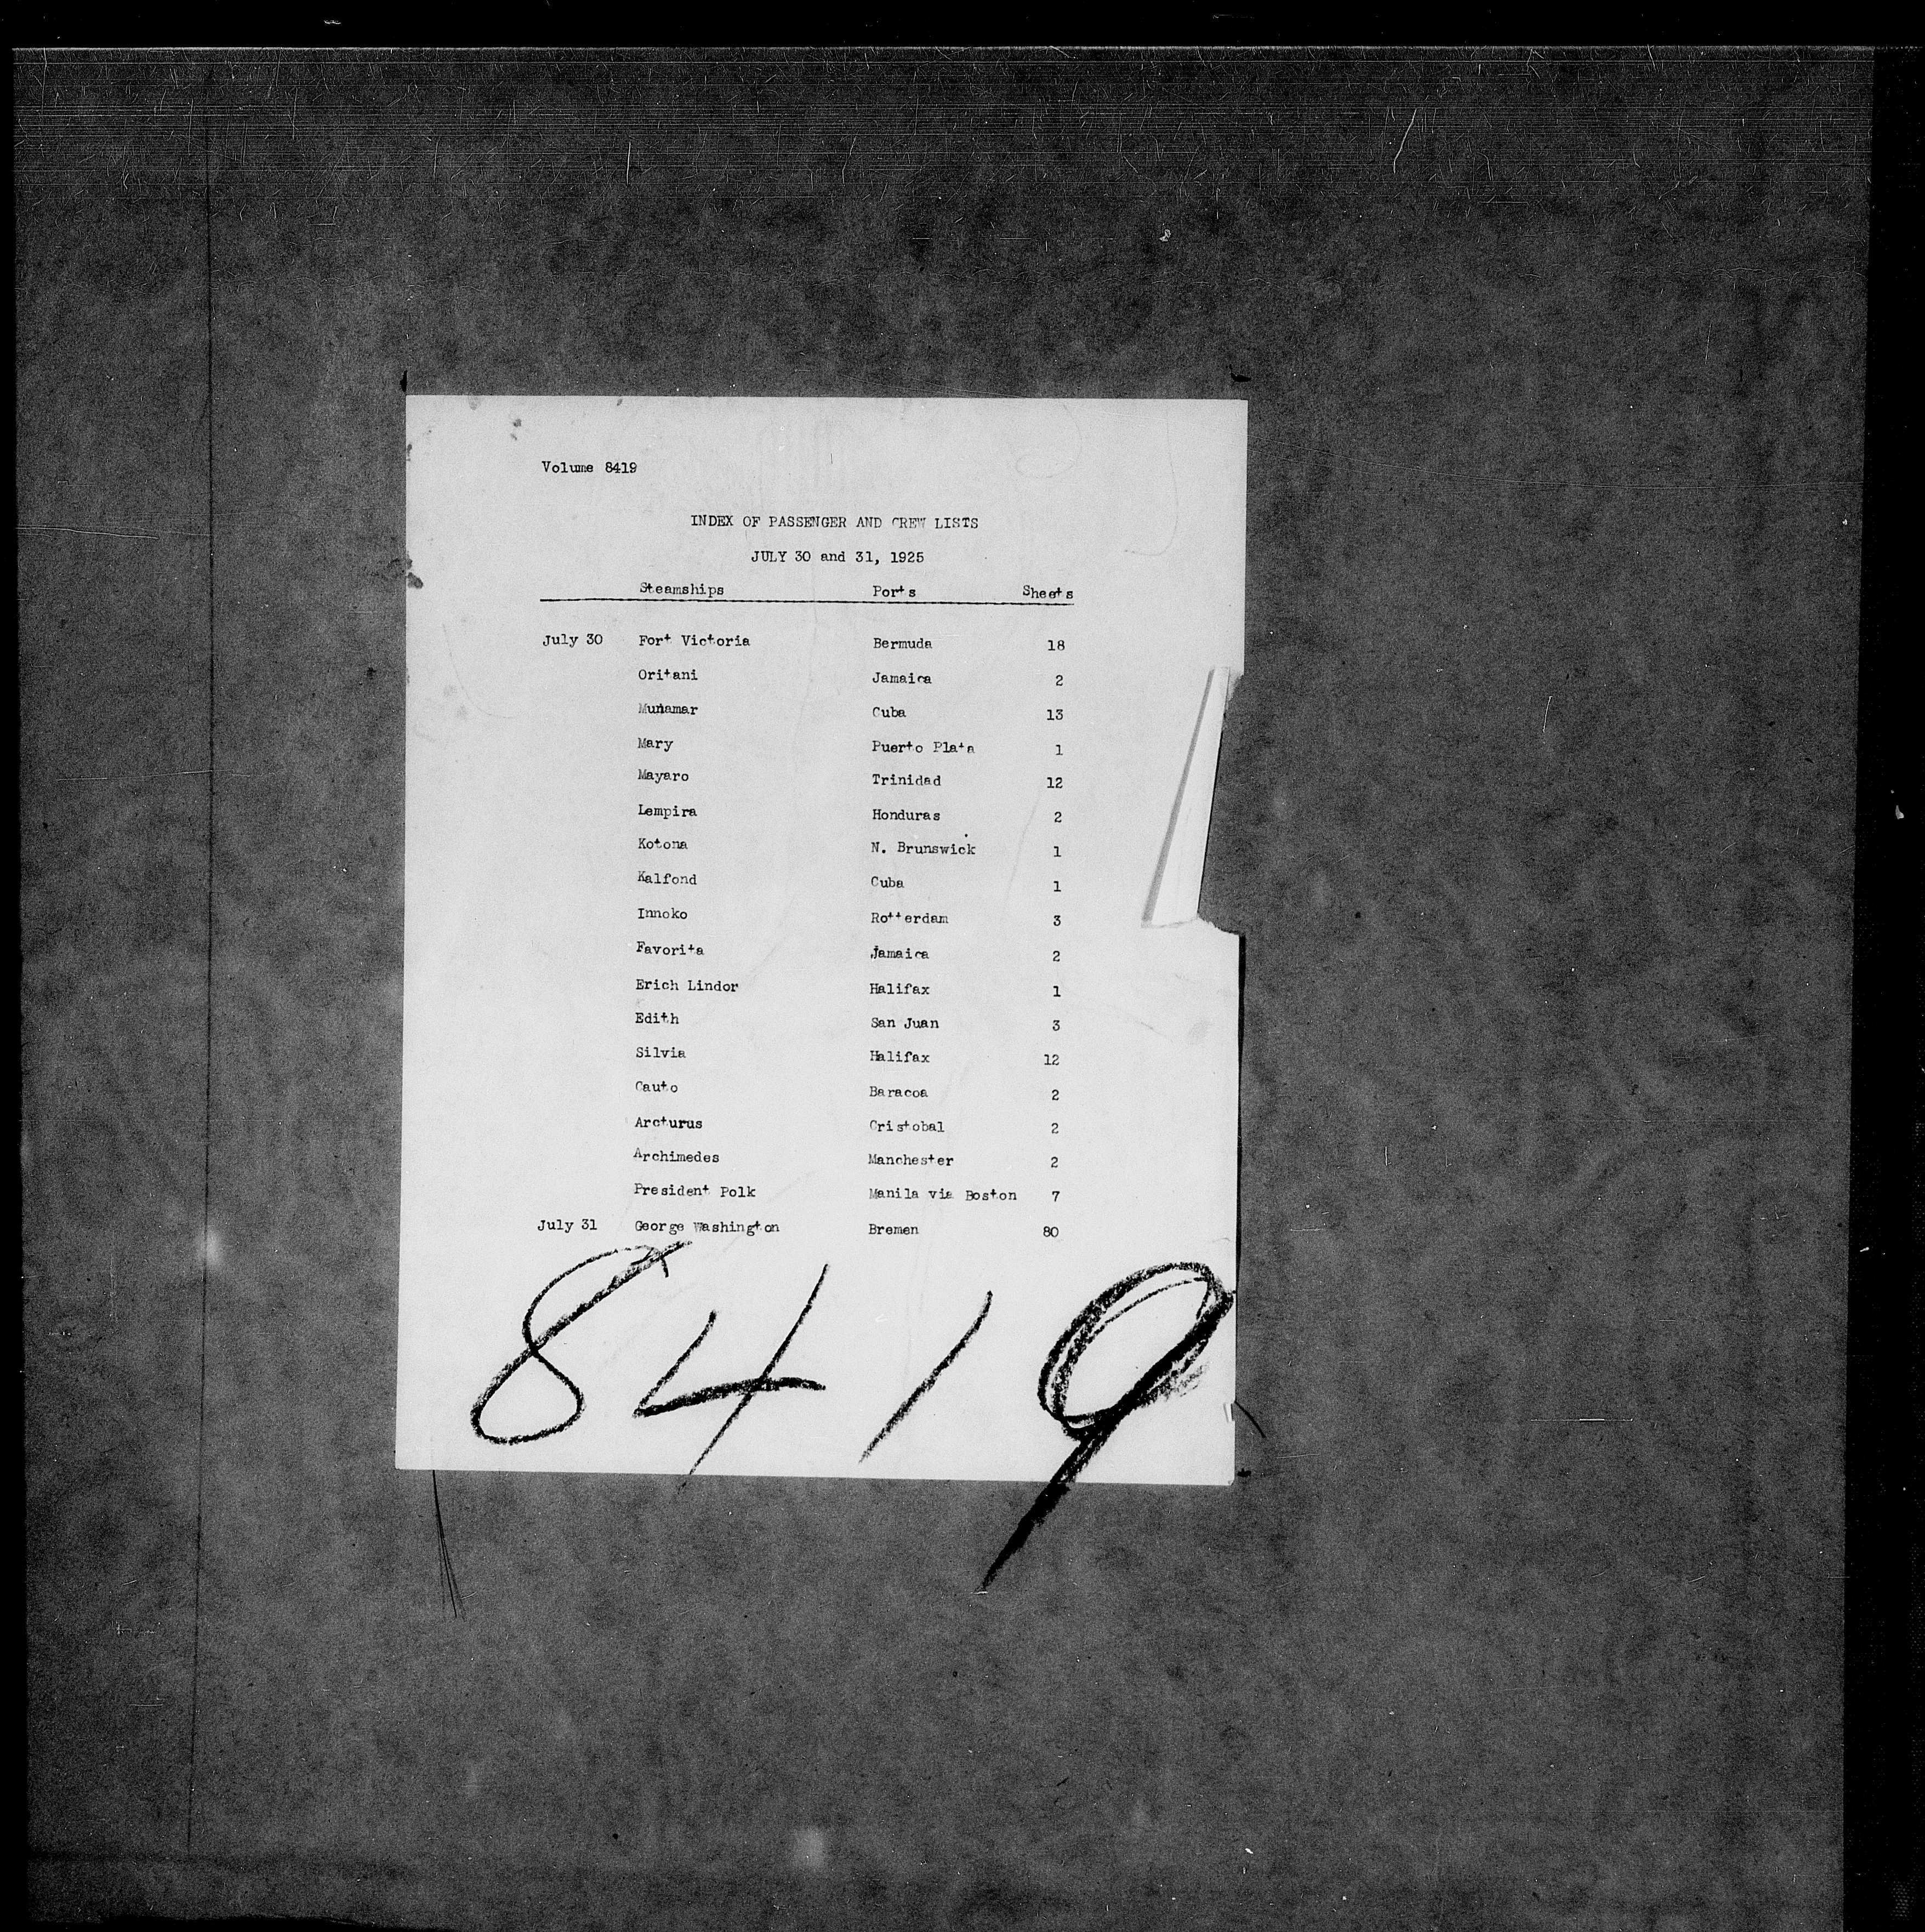 Volume 8419
INDEX OF PASSENGER AND CREW LISTS
JULY 30 and 31, 1925
Steamships Ports Sheets
July 30 Fort Victoria Bermuda 18
Oritani Jamaica 2
Munamar Cuba 13
Mary Puerto Plata 1
Mayaro Trinidad 12
Lempira Honduras 2
Kotona N. Brunswick 1
Kalfond Cuba 1
Innoko Rotterdam 3
Favorita Jamaica 2
Erich Lindor Halifax 1
Edith San Juan 3
Silvia Halifax 12
Cauto Baracoa 2
Arcturus Cristobal 2
Archimedes Manchester 2
President Polk Manila via Boston 7
July 31 George Washington Bremen 80
8419